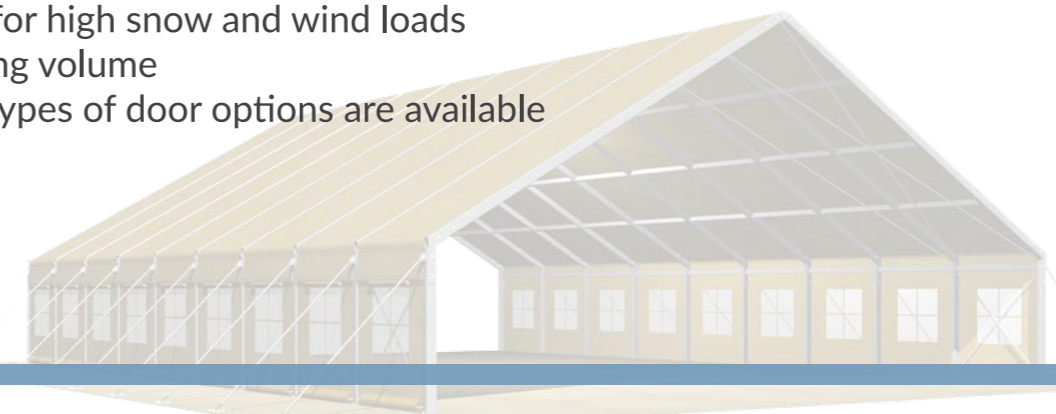 for high snow and wind loads
ng volume
ypes of door options are available